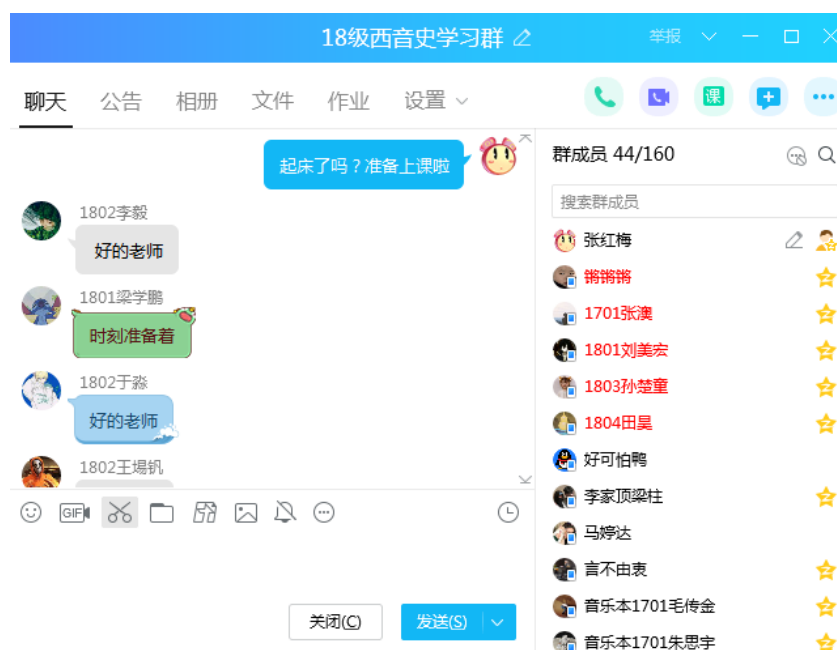 18级西音史学习群
举报
聊天 公告 相册 文件 作业 设置
课
起床了吗？准备上课啦
1802李毅
好的老师
1801梁学鹏
时刻准备着
1802于淼
好的老师
1802王場钒
GIF
关闭(C) 发送(S)
群成员 44/160
搜索群成员
张红梅
锵锵锵
1701张澳
1801刘美宏
1803孙楚童
1804田昊
好可怕鸭
李家顶梁柱
马婷达
言不由衷
音乐本1701毛传金
音乐本1701朱思宇